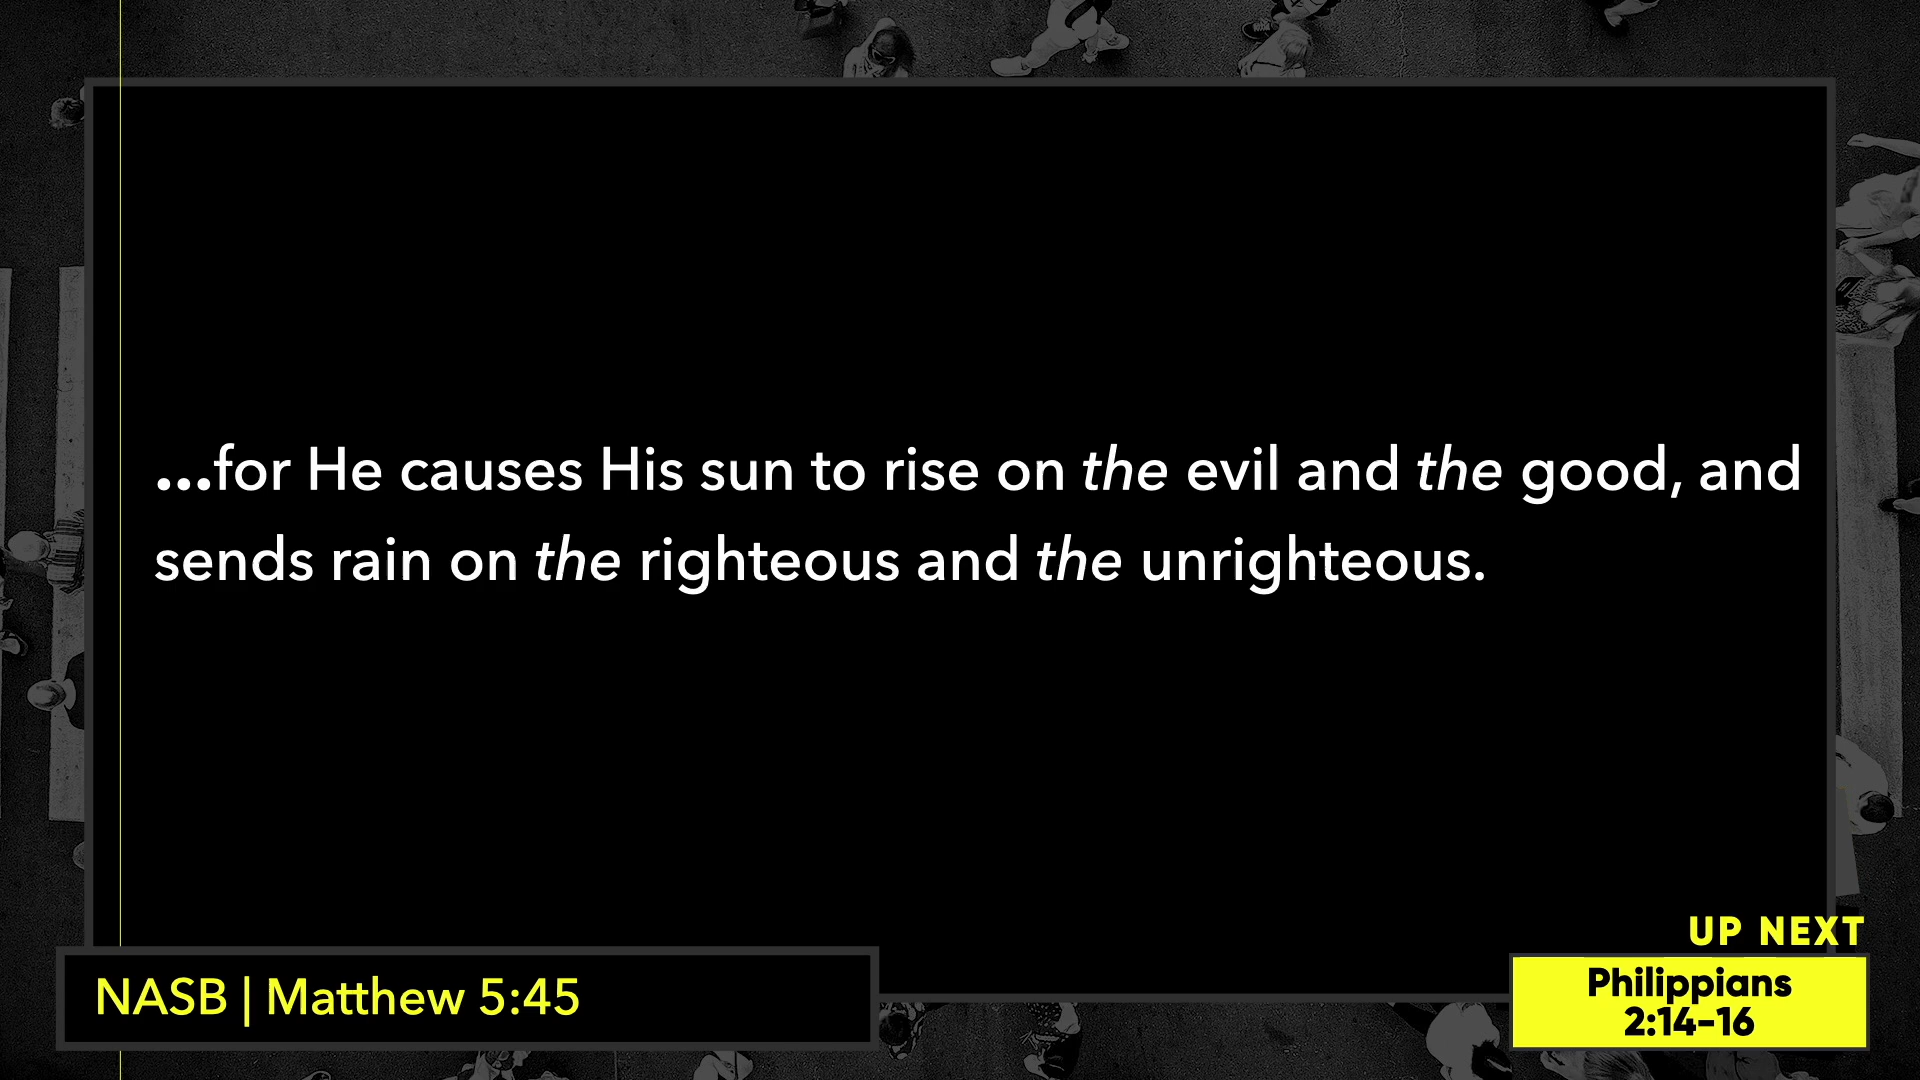 ...for He causes His sun to rise on the evil and the good, and
sends rain on the righteous and the unrighteous.
NASB | Matthew 5:45
UP NEXT
Philippians
2:14-16